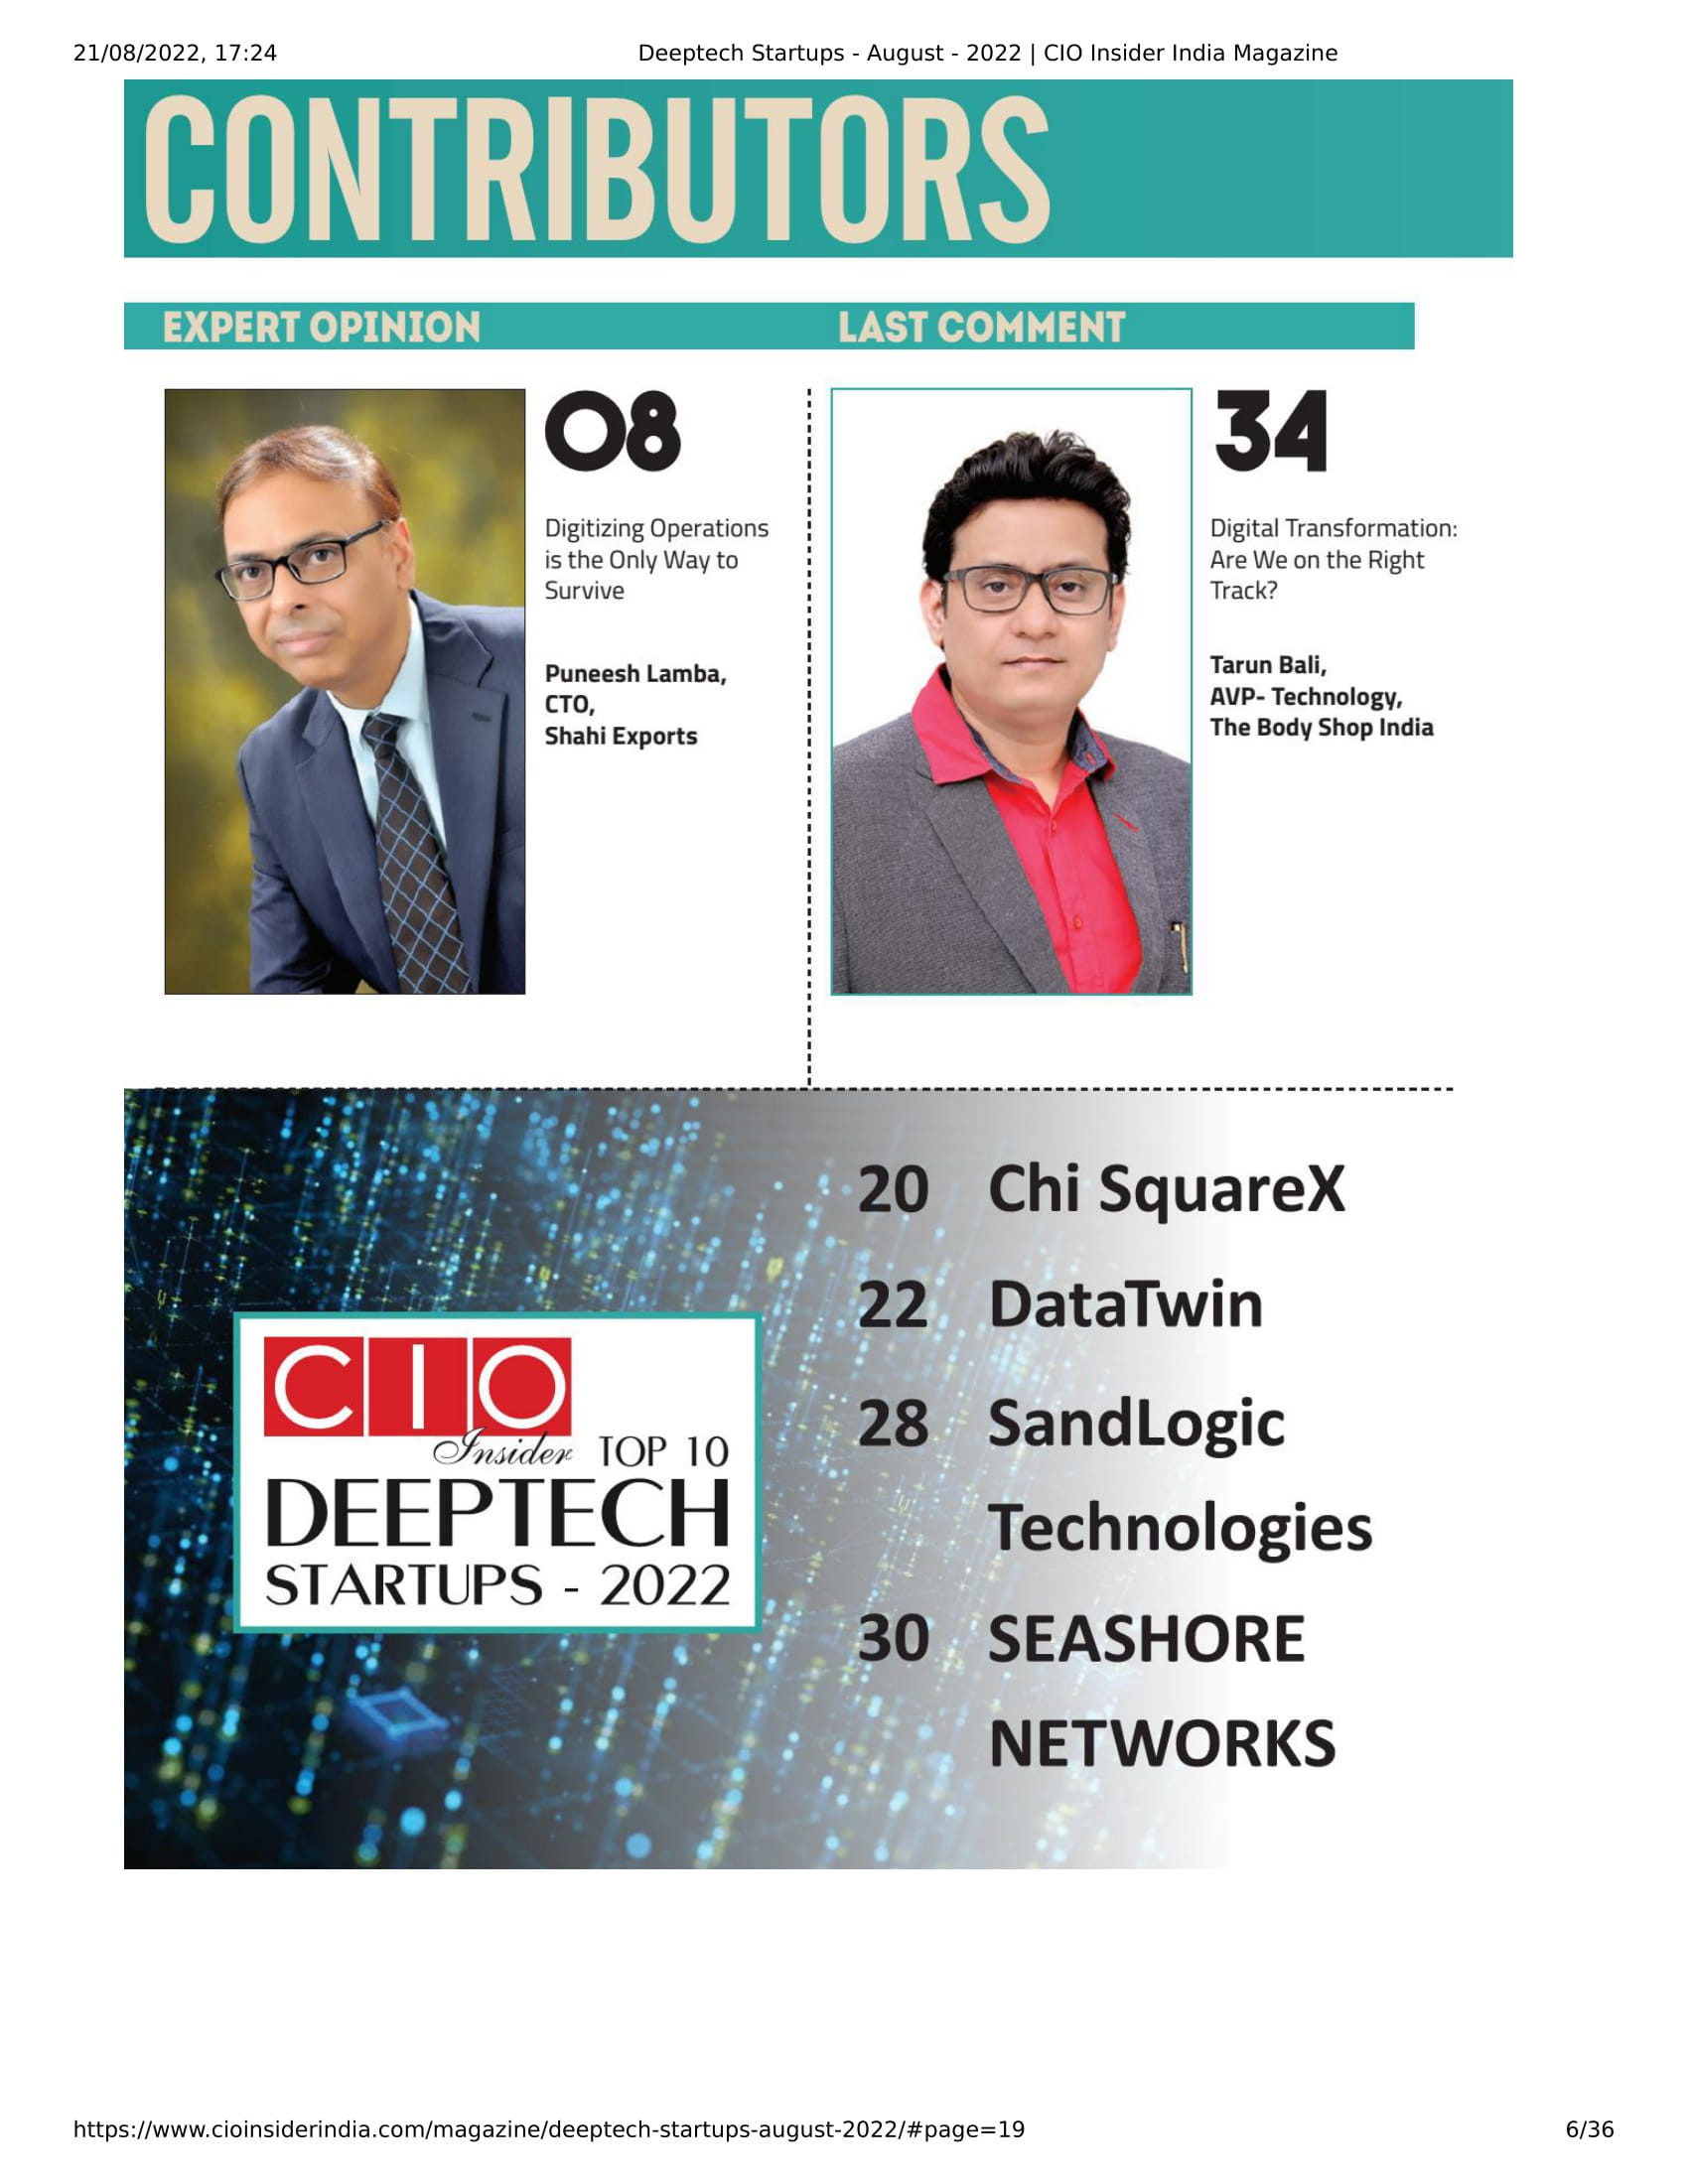 21/08/2022, 17:24
Deeptech Startups - August - 2022 | CIO Insider India Magazine
CONTRIBUTORS
EXPERT OPINION
LAST COMMENT
08
Digitizing Operations
is the Only Way to
Survive
Puneesh Lamba,
CTO,
Shahi Exports
34
Digital Transformation:
Are We on the Right
Track?
Tarun Bali,
AVP- Technology,
The Body Shop India
CIO
Insider TOP 10
DEEPTECH
STARTUPS - 2022
20 Chi SquareX
22 DataTwin
28 SandLogic
Technologies
30 SEASHORE
NETWORKS
https://www.cioinsiderindia.com/magazine/deeptech-startups-august-2022/#page=19
6/36